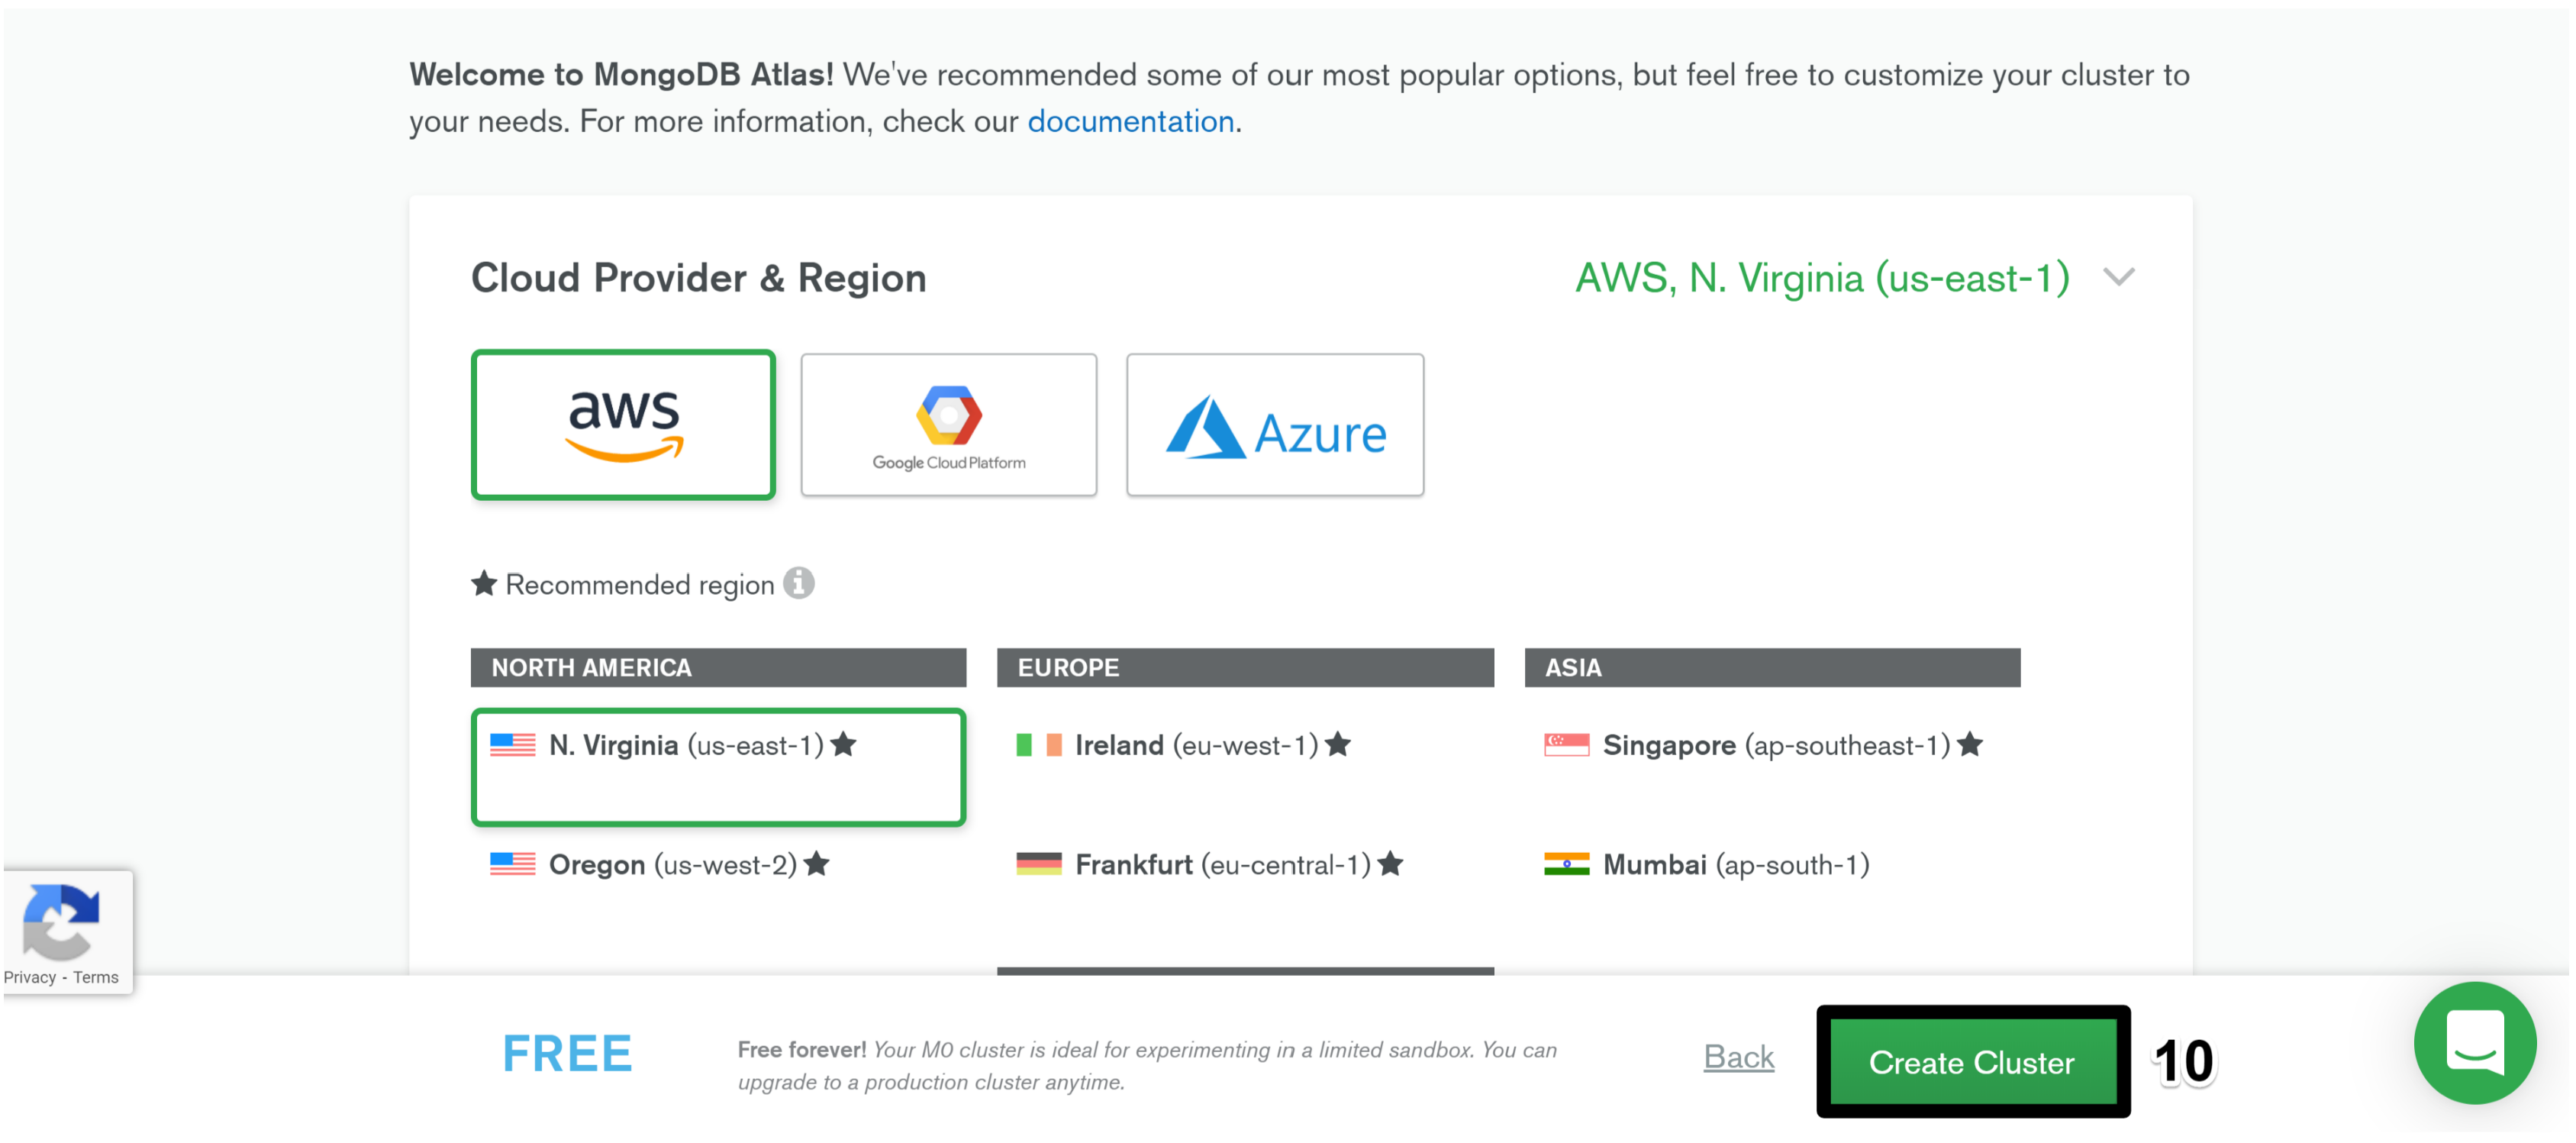 Welcome to MongoDB Atlas! We've recommended some of our most popular options, but feel free to customize your cluster to
your needs. For more information, check our documentation.
Cloud Provider & Region
AWS, N. Virginia (us-east-1)
aws
Google Cloud Platform
Azure
Recommended region
NORTH AMERICA
N. Virginia (us-east-1)
Oregon (us-west-2)
EUROPE
Ireland (eu-west-1)
Frankfurt (eu-central-1)
ASIA
Singapore (ap-southeast-1)
Mumbai (ap-south-1)
Privacy - Terms
FREE
Free forever! Your M0 cluster is ideal for experimenting in a limited sandbox. You can
upgrade to a production cluster anytime.
Back
Create Cluster
10